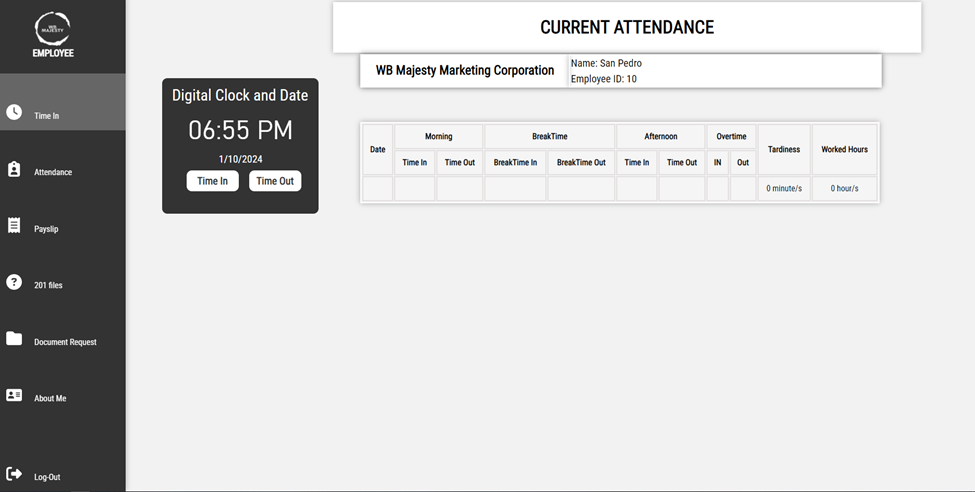 WB
MAJESTY
EMPLOYEE
Time In
Attendance
Payslip
201 files
Document Request
About Me
Log-Out
Digital Clock and Date
06:55 PM
1/10/2024
Time In Time Out
CURRENT ATTENDANCE
WB Majesty Marketing Corporation
Name: San Pedro
Employee ID: 10
Date Morning BreakTime Afternoon Overtime Tardiness Worked Hours
Time In Time Out BreakTime In BreakTime Out Time In Time Out IN Out
0 minute/s 0 hour/s